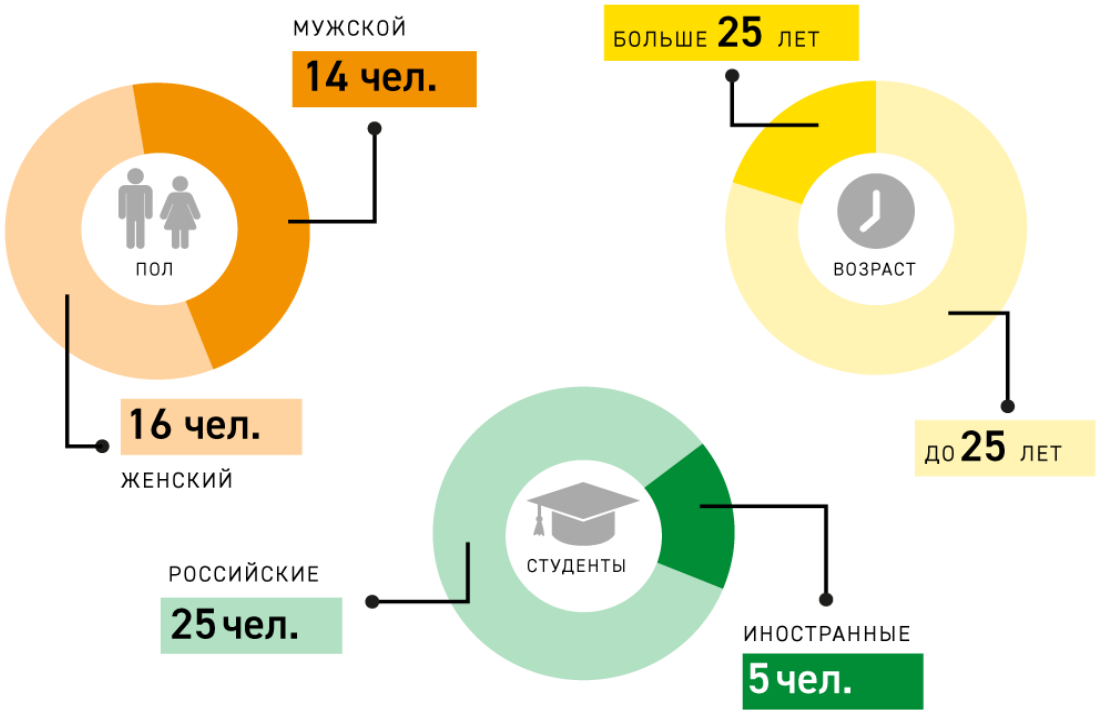 МУЖСКОЙ
14 чел.
ПОЛ
16 чел.
ЖЕНСКИЙ
БОЛЬШЕ 25 ЛЕТ
ВОЗРАСТ
ДО 25 ЛЕТ
СТУДЕНТЫ
РОССИЙСКИЕ
25 чел.
ИНОСТРАННЫЕ
5 чел.